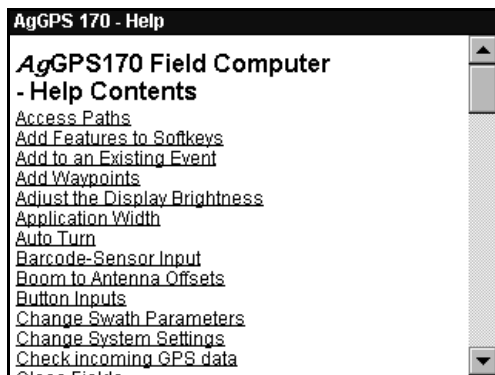 AgGPS 170 - Help
AgGPS170 Field Computer
- Help Contents
Access Paths
Add Features to Softkeys
Add to an Existing Event
Add Waypoints
Adjust the Display Brightness
Application Width
Auto Turn
Barcode-Sensor Input
Boom to Antenna Offsets
Button Inputs
Change Swath Parameters
Change System Settings
Check incoming GPS data